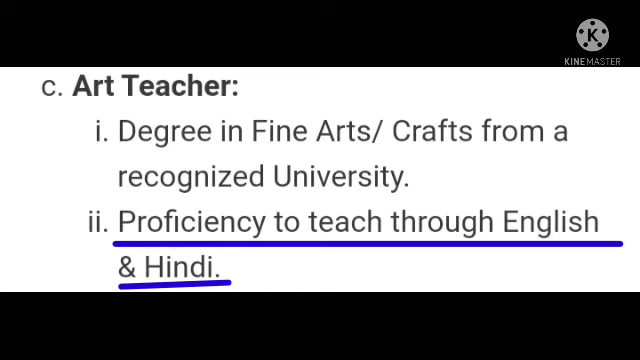 K
KINEMASTER
c. Art Teacher:
i. Degree in Fine Arts/ Crafts from a
recognized University.
ii. Proficiency to teach through English
& Hindi.